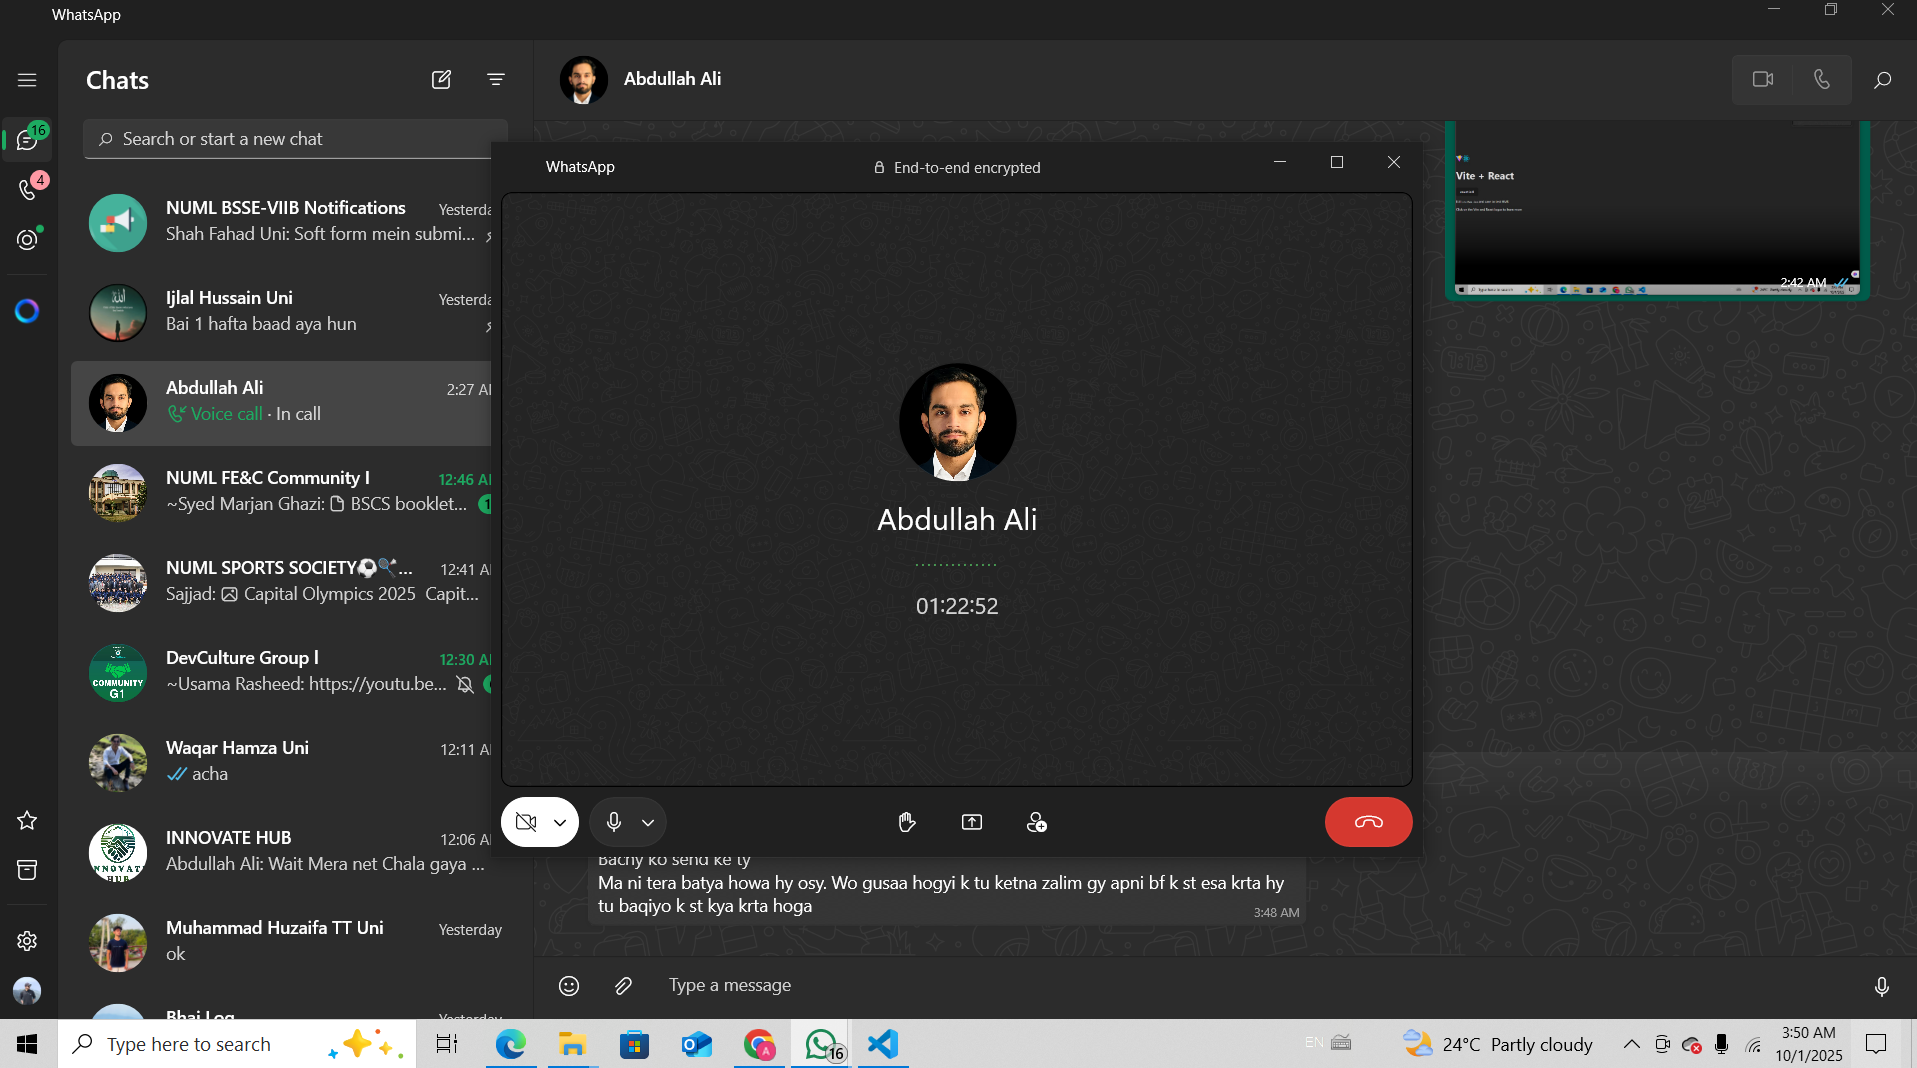 WhatsApp
Chats
Abdullah Ali
16
Search or start a new chat
4
WhatsApp
End-to-end encrypted
Vite + React
2:42 AM
NUML BSSE-VIIB Notifications
Shah Fahad Uni: Soft form mein submi...
Ijlal Hussain Uni
Bai 1 hafta baad aya hun
Abdullah Ali
2:27
Voice call · In call
NUML FE&C Community I
12:46
~Syed Marjan Ghazi: BSCS booklet...
NUML SPORTS SOCIETY⚽🏸...
12:41
Sajjad: Capital Olympics 2025 Capit...
DevCulture Group l
12:30
~Usama Rasheed: https://youtu.be...
COMMUNITY
G1
Waqar Hamza Uni
12:11
acha
INNOVATE HUB
12:06
Abdullah Ali: Wait Mera net Chala gaya ...
Muhammad Huzaifa TT Uni
Yesterday
ok
Abdullah Ali
01:22:52
Bachy ko send ke ty
Ma ni tera batya howa hy osy. Wo gusaa hogyi k tu ketna zalim gy apni bf k st esa krta hy
tu baqiyo k st kya krta hoga
3:48 AM
Type a message
Type here to search
A
16
EN
24°C Partly cloudy
3:50 AM
10/1/2025